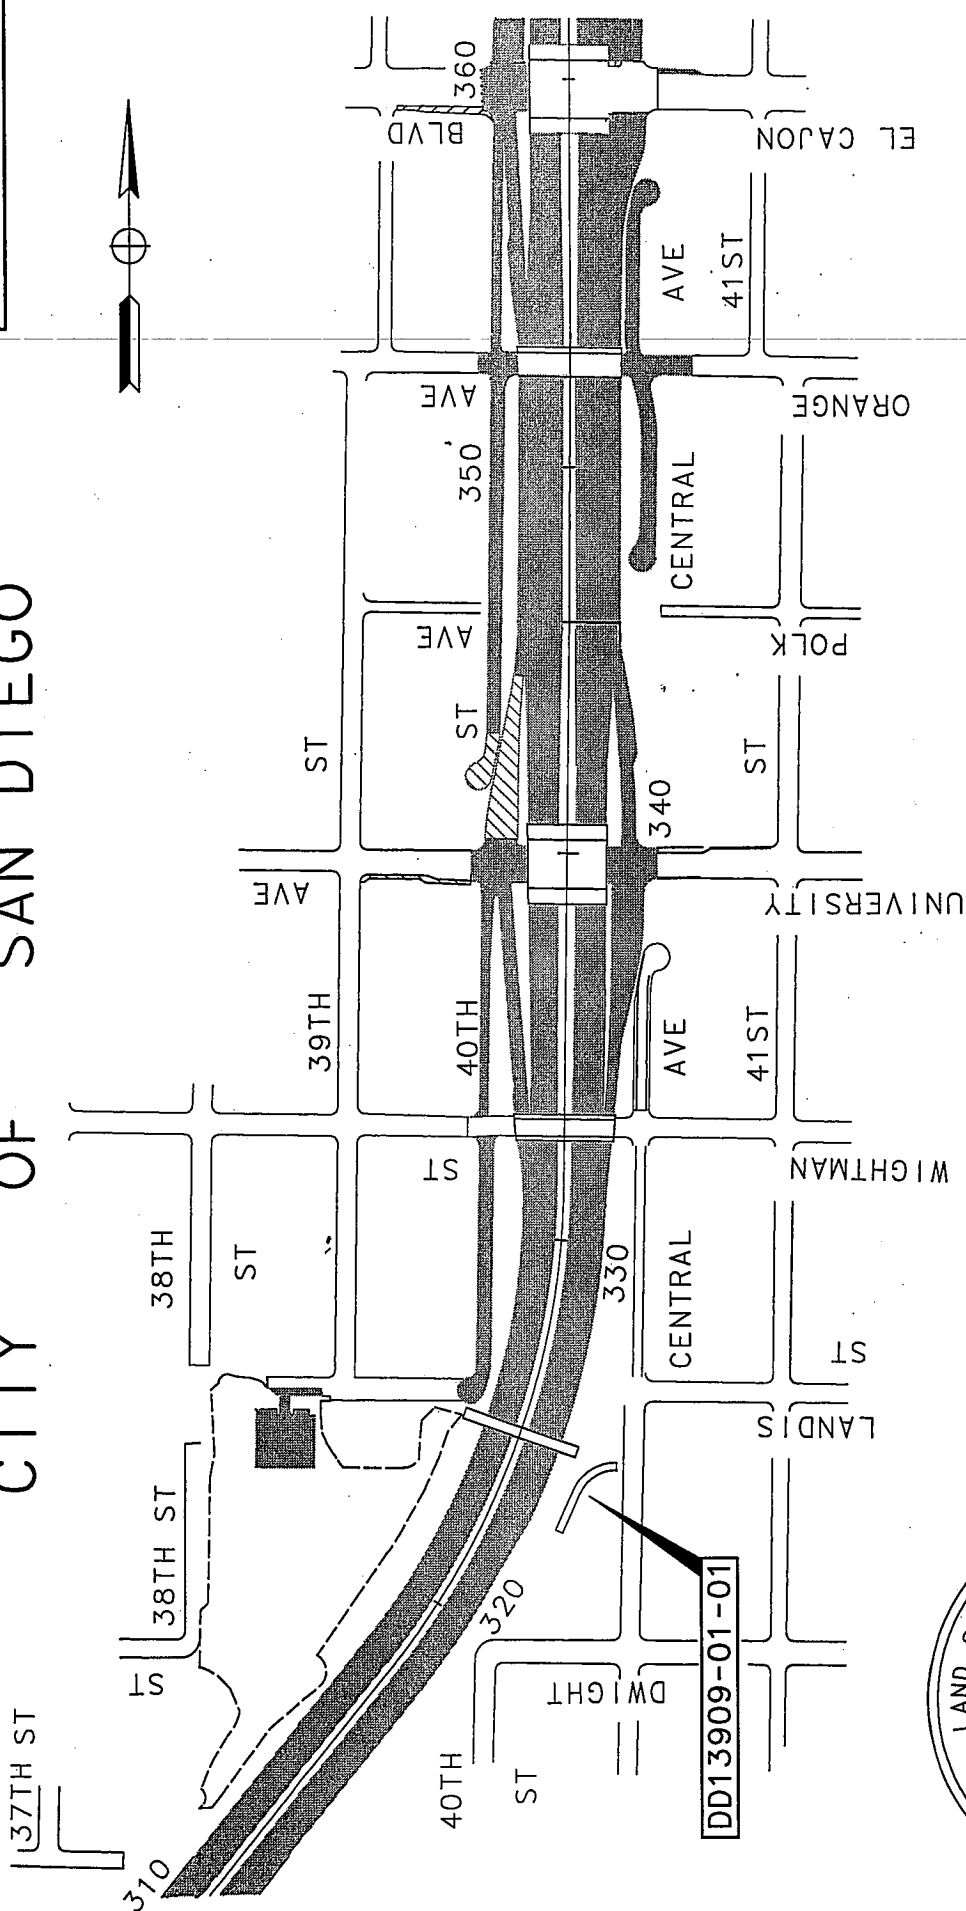 CITY OF SAN DIEGO
360
BLVD
EL CAJON
AVE
41ST
AVE
ORANGE
350
CENTRAL
AVE
POLK
ST
ST
ST
340
AVE
UNIVERSITY
39TH
40TH
AVE
41ST
ST
WIGHTMAN
38TH
ST
330
CENTRAL
ST
LANDIS
38TH ST
320
ST
DWIGHT
37TH ST
40TH
ST
DD13909-01-01
310
LAND